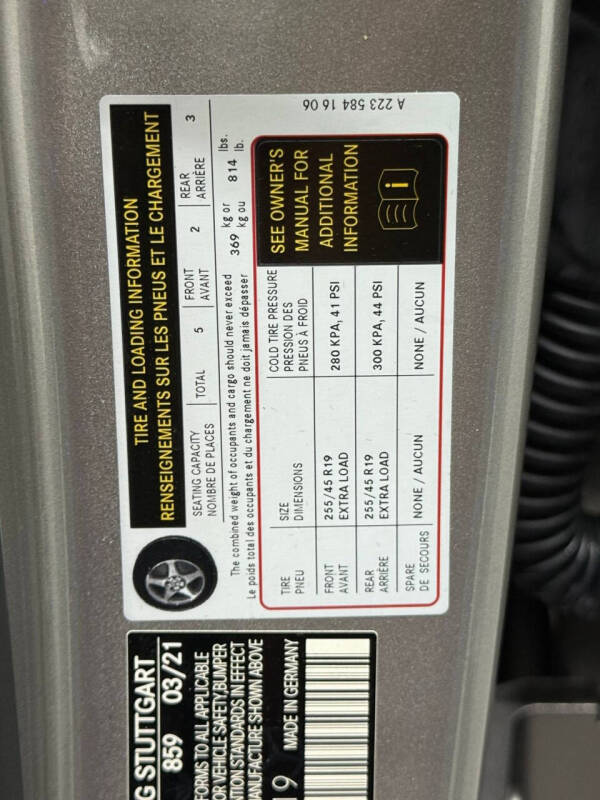 TIRE AND LOADING INFORMATION
RENSEIGNEMENTS SUR LES PNEUS ET LE CHARGEMENT
SEATING CAPACITY TOTAL 5 FRONT 2 REAR 3
NOMBRE DE PLACES AVANT ARRIÈRE
The combined weight of occupants and cargo should never exceed 369 kg or 814 lbs.
Le poids total des occupants et du chargement ne doit jamais dépasser kg ou lb.
TIRE SIZE COLD TIRE PRESSURE
PNEU DIMENSIONS PRESSION DES
PNEUS À FROID
FRONT 255/45 R19 280 KPA, 41 PSI
AVANT EXTRA LOAD
REAR 255/45 R19 300 KPA, 44 PSI
ARRIÈRE EXTRA LOAD
SPARE NONE / AUCUN NONE / AUCUN
DE SECOURS
SEE OWNER'S
MANUAL FOR
ADDITIONAL
INFORMATION
i
A 223 584 16 06
G STUTTGART
859 03/21
FORMS TO ALL APPLICABLE
OR VEHICLE SAFETY/BUMPER
NTION STANDARDS IN EFFECT
MANUFACTURE SHOWN ABOVE
19 MADE IN GERMANY